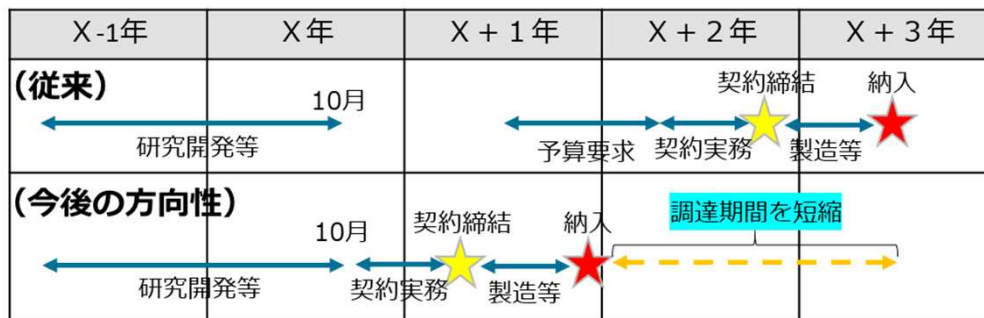 X-1年 X年 X+1年 X+2年 X+3年
（従来）
10月 契約締結 納入
研究開発等 予算要求 契約実務 製造等
（今後の方向性）
調達期間を短縮
10月 契約締結 納入
研究開発等 契約実務 製造等